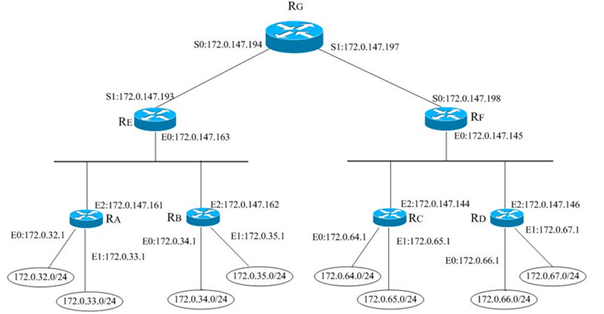 RG
S0:172.0.147.194
S1:172.0.147.197
S1:172.0.147.193
S0:172.0.147.198
RE
RF
E0:172.0.147.163
E0:172.0.147.145
E2:172.0.147.161
E2:172.0.147.162
E2:172.0.147.144
E2:172.0.147.146
RA
RB
RC
RD
E0:172.0.32.1
E1:172.0.33.1
E0:172.0.34.1
E1:172.0.35.1
E0:172.0.64.1
E1:172.0.65.1
E0:172.0.66.1
E1:172.0.67.1
172.0.32.0/24
172.0.33.0/24
172.0.34.0/24
172.0.35.0/24
172.0.64.0/24
172.0.65.0/24
172.0.66.0/24
172.0.67.0/24